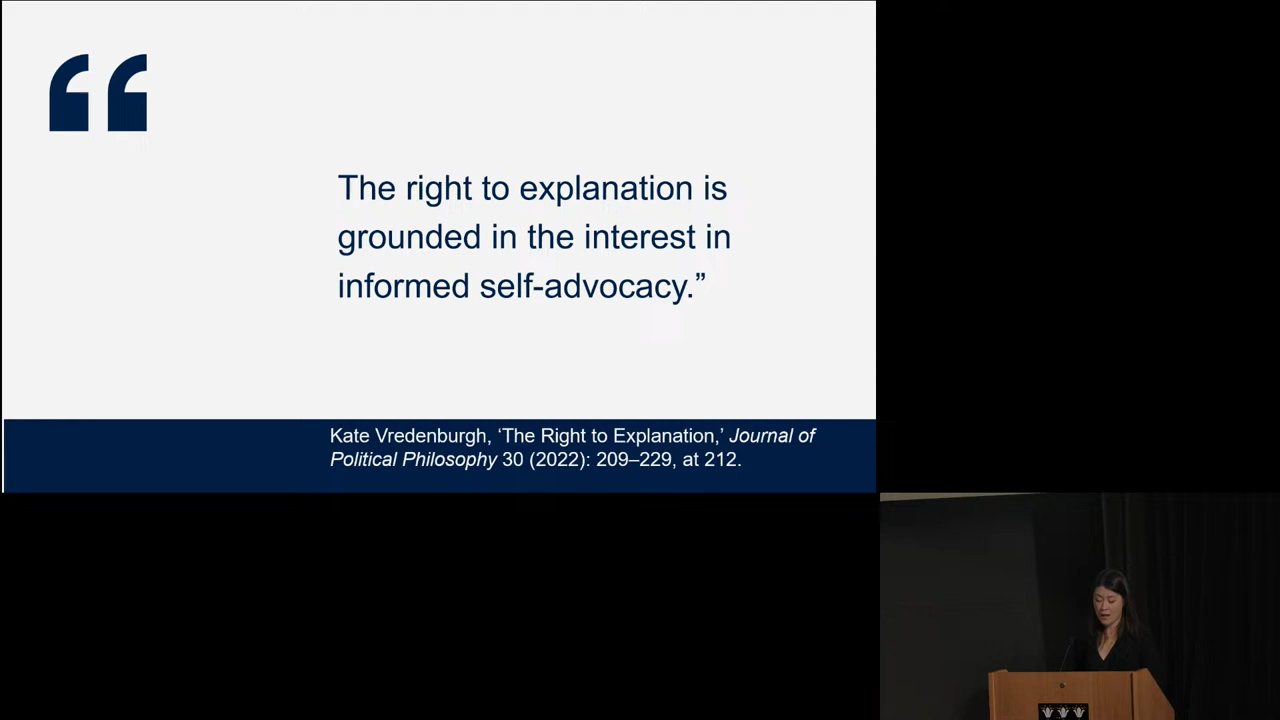 “
The right to explanation is
grounded in the interest in
informed self-advocacy.”
Kate Vredenburgh, ‘The Right to Explanation,’ Journal of
Political Philosophy 30 (2022): 209–229, at 212.